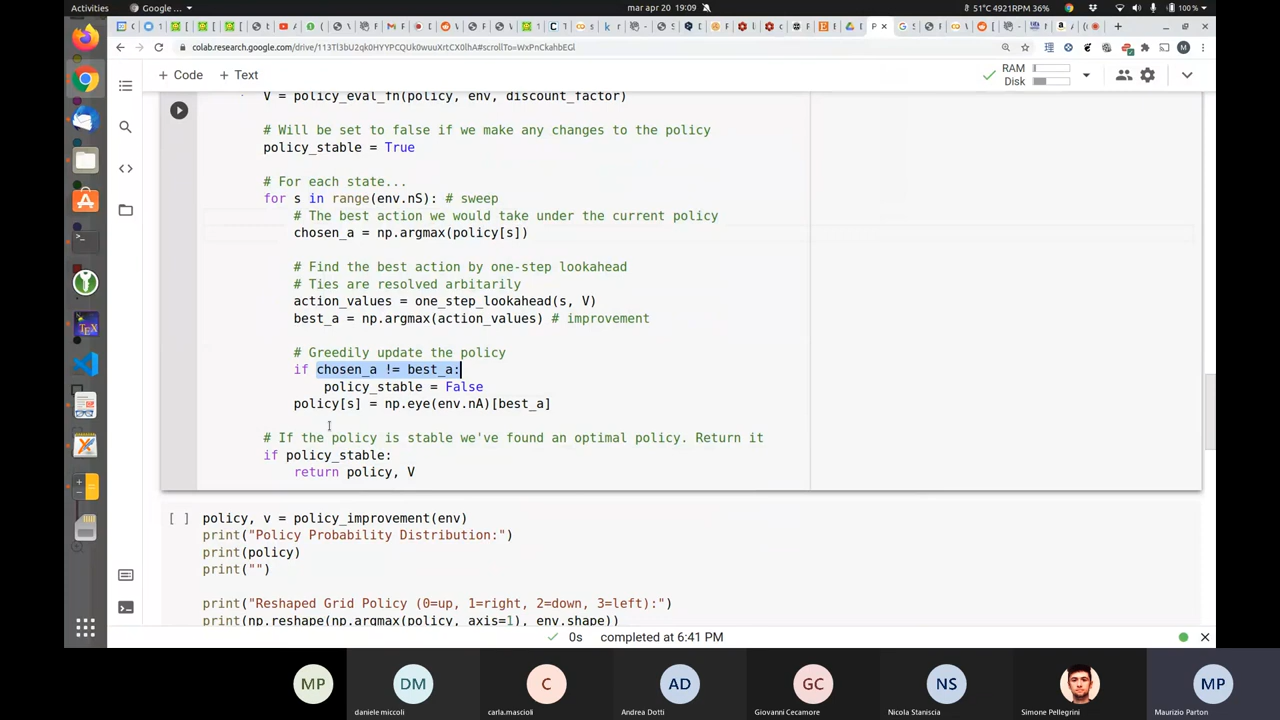 Activities
Google ...
mar apr 20 19:09
51°C 4921RPM 36%
100 %
colab.research.google.com/drive/113Tl3bU2qk0HYYPCQUk0wuuXrtCX0lhA#scrollTo=WxPnCkahbEGl
+ Code + Text
RAM
Disk
V = policy_eval_fn(policy, env, discount_factor)
# Will be set to false if we make any changes to the policy
policy_stable = True
# For each state...
for s in range(env.nS): # sweep
# The best action we would take under the current policy
chosen_a = np.argmax(policy[s])
# Find the best action by one-step lookahead
# Ties are resolved arbitarily
action_values = one_step_lookahead(s, V)
best_a = np.argmax(action_values) # improvement
# Greedily update the policy
if chosen_a != best_a:
policy_stable = False
policy[s] = np.eye(env.nA)[best_a]
# If the policy is stable we've found an optimal policy. Return it
if policy_stable:
return policy, V
[ ] policy, v = policy_improvement(env)
print("Policy Probability Distribution:")
print(policy)
print("")
print("Reshaped Grid Policy (0=up, 1=right, 2=down, 3=left):")
print(np.reshape(np.argmax(policy, axis=1), env.shape))
0s completed at 6:41 PM
MP DM C AD GC NS MP
daniele miccoli carla.mascioli Andrea Dotti Giovanni Cecamore Nicola Staniscia Simone Pellegrini Maurizio Parton